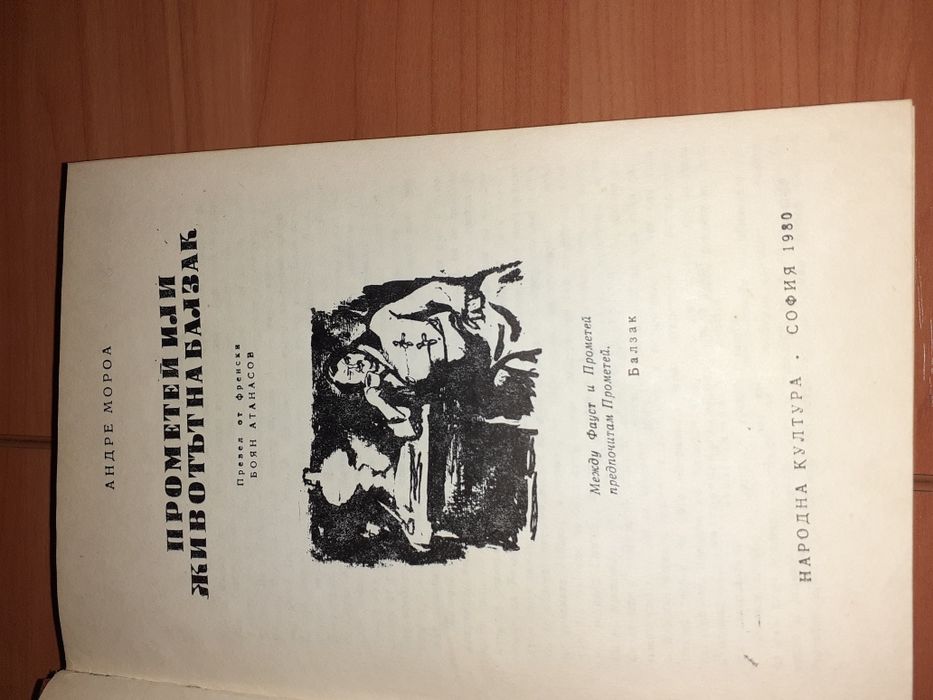 АНДРЕ МОРОА
ПРОМЕТЕЙ ИЛИ
ЖИВОТЪТ НА БАЛЗАК
Превел от френски
БОЯН АТАНАСОВ
Между Фауст и Прометей
предпочитам Прометей.
Балзак
НАРОДНА КУЛТУРА · СОФИЯ 1980